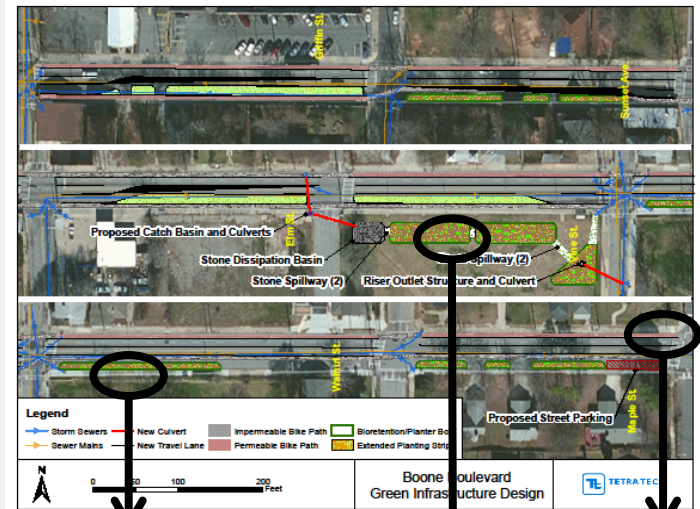 Griffin St.
Sunset Ave.
Proposed Catch Basin and Culverts
Elm St.
Stone Dissipation Basin
Stone Spillway (2)
Spillway (2)
Riser Outlet Structure and Culvert
Walnut St.
Maple St.
Proposed Street Parking
Legend
Storm Sewers
New Culvert
Impermeable Bike Path
Bioretention/Planter Bo
Sewer Mains
New Travel Lane
Permeable Bike Path
Extended Planting Strip
N
0 50 100 200
Feet
Boone Boulevard
Green Infrastructure Design
TETRATEC